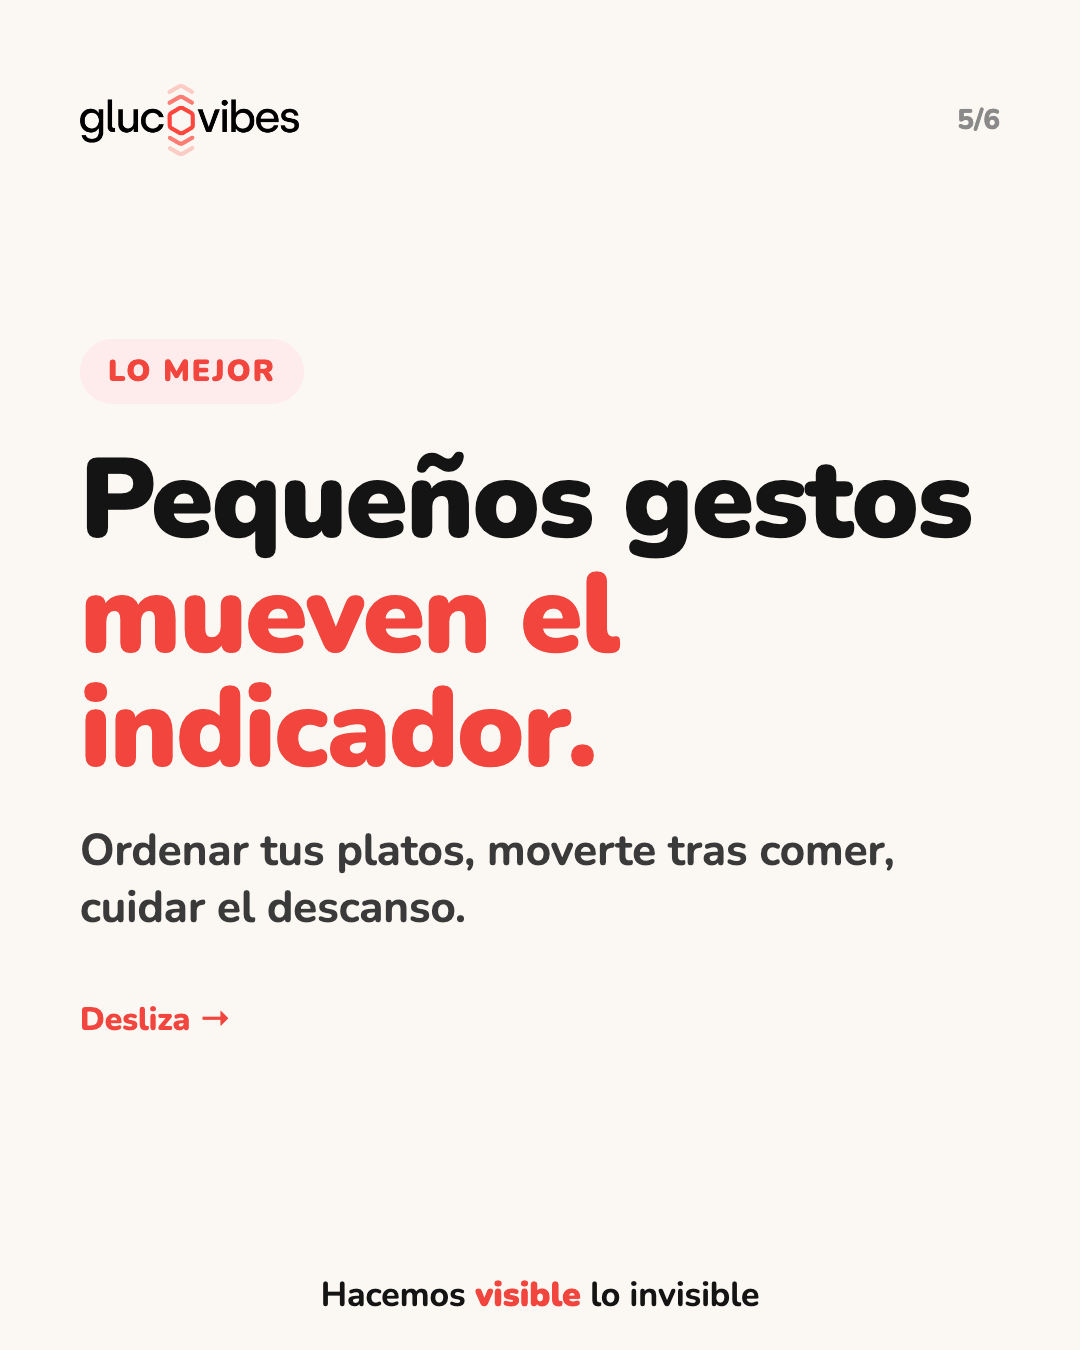 glucovibes
5/6
LO MEJOR
Pequeños gestos
mueven el
indicador.
Ordenar tus platos, moverte tras comer,
cuidar el descanso.
Desliza →
Hacemos visible lo invisible